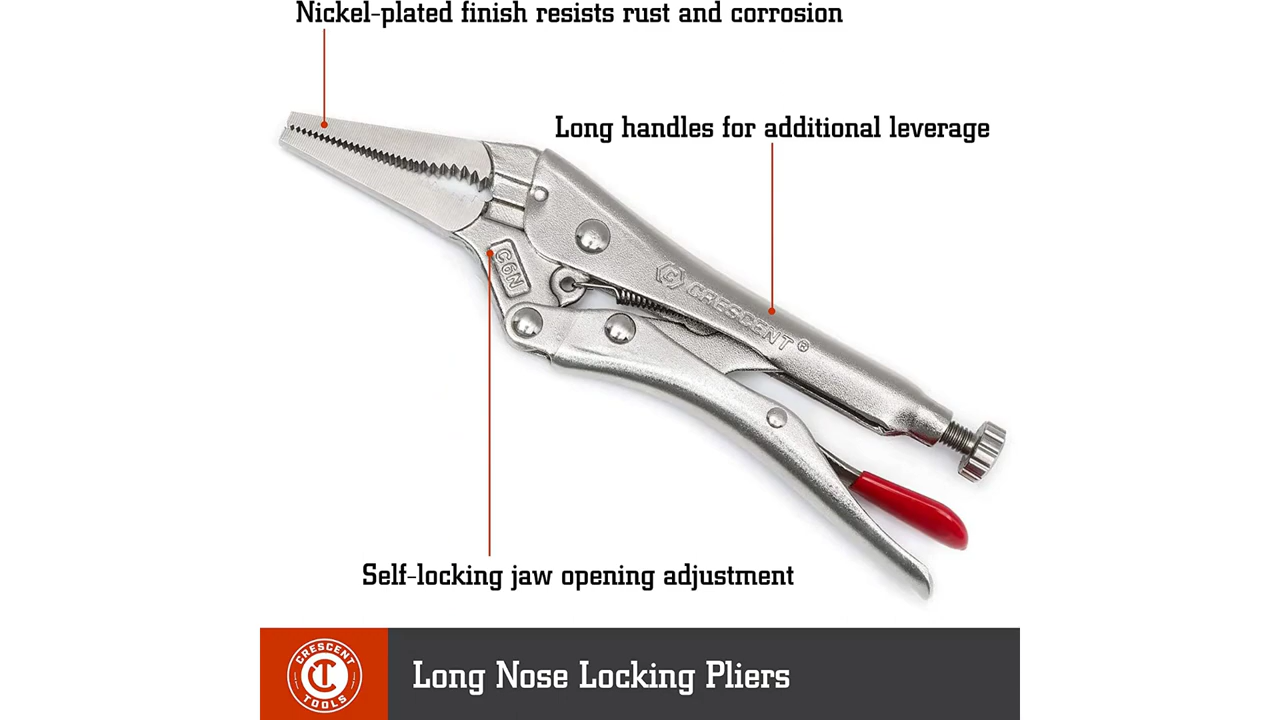 Nickel-plated finish resists rust and corrosion
Long handles for additional leverage
C6N
C CRESCENT ®
Self-locking jaw opening adjustment
CRESCENT
CT
TOOLS
Long Nose Locking Pliers